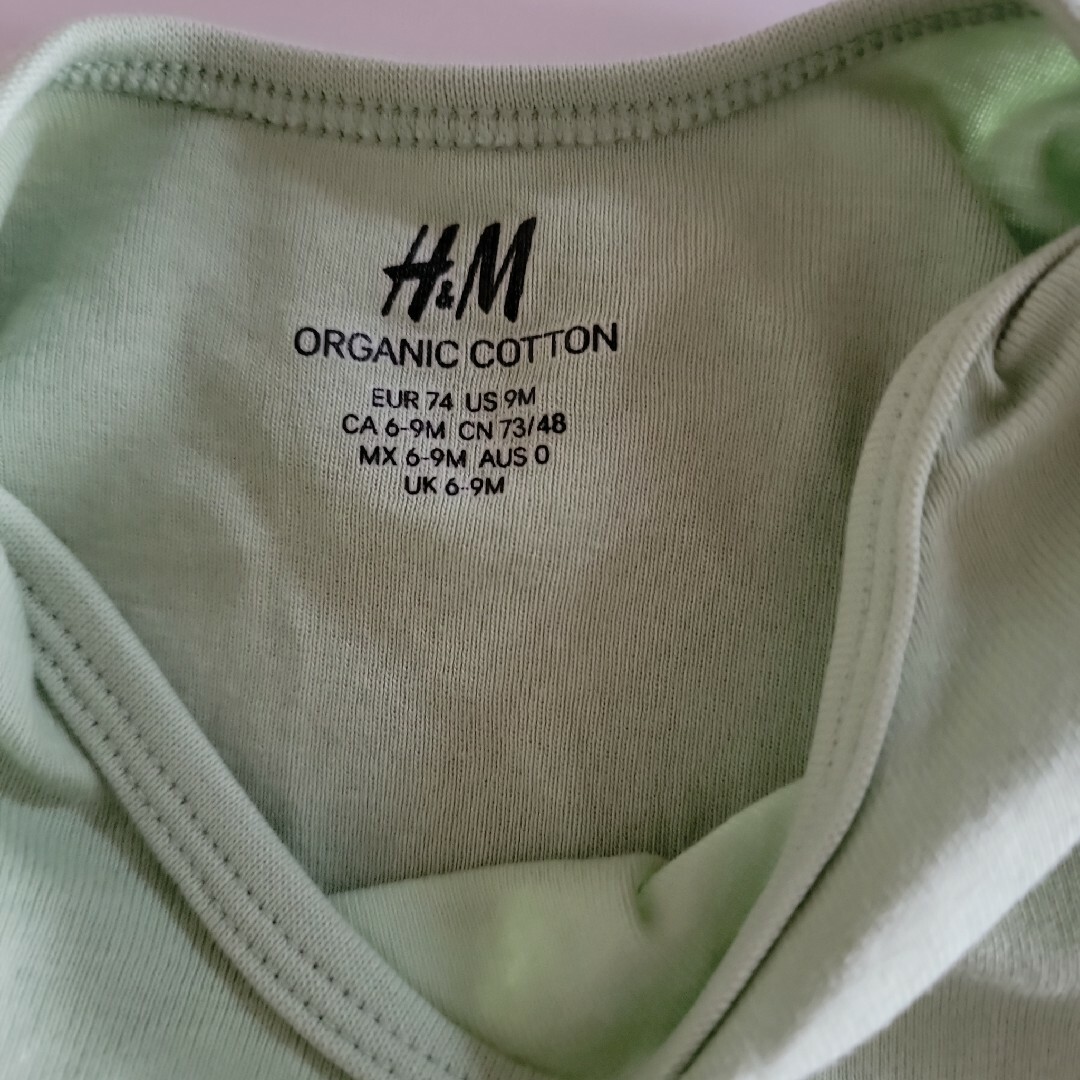 H&M
ORGANIC COTTON
EUR 74 US 9M
CA 6-9M CN 73/48
MX 6-9M AUS 0
UK 6-9M